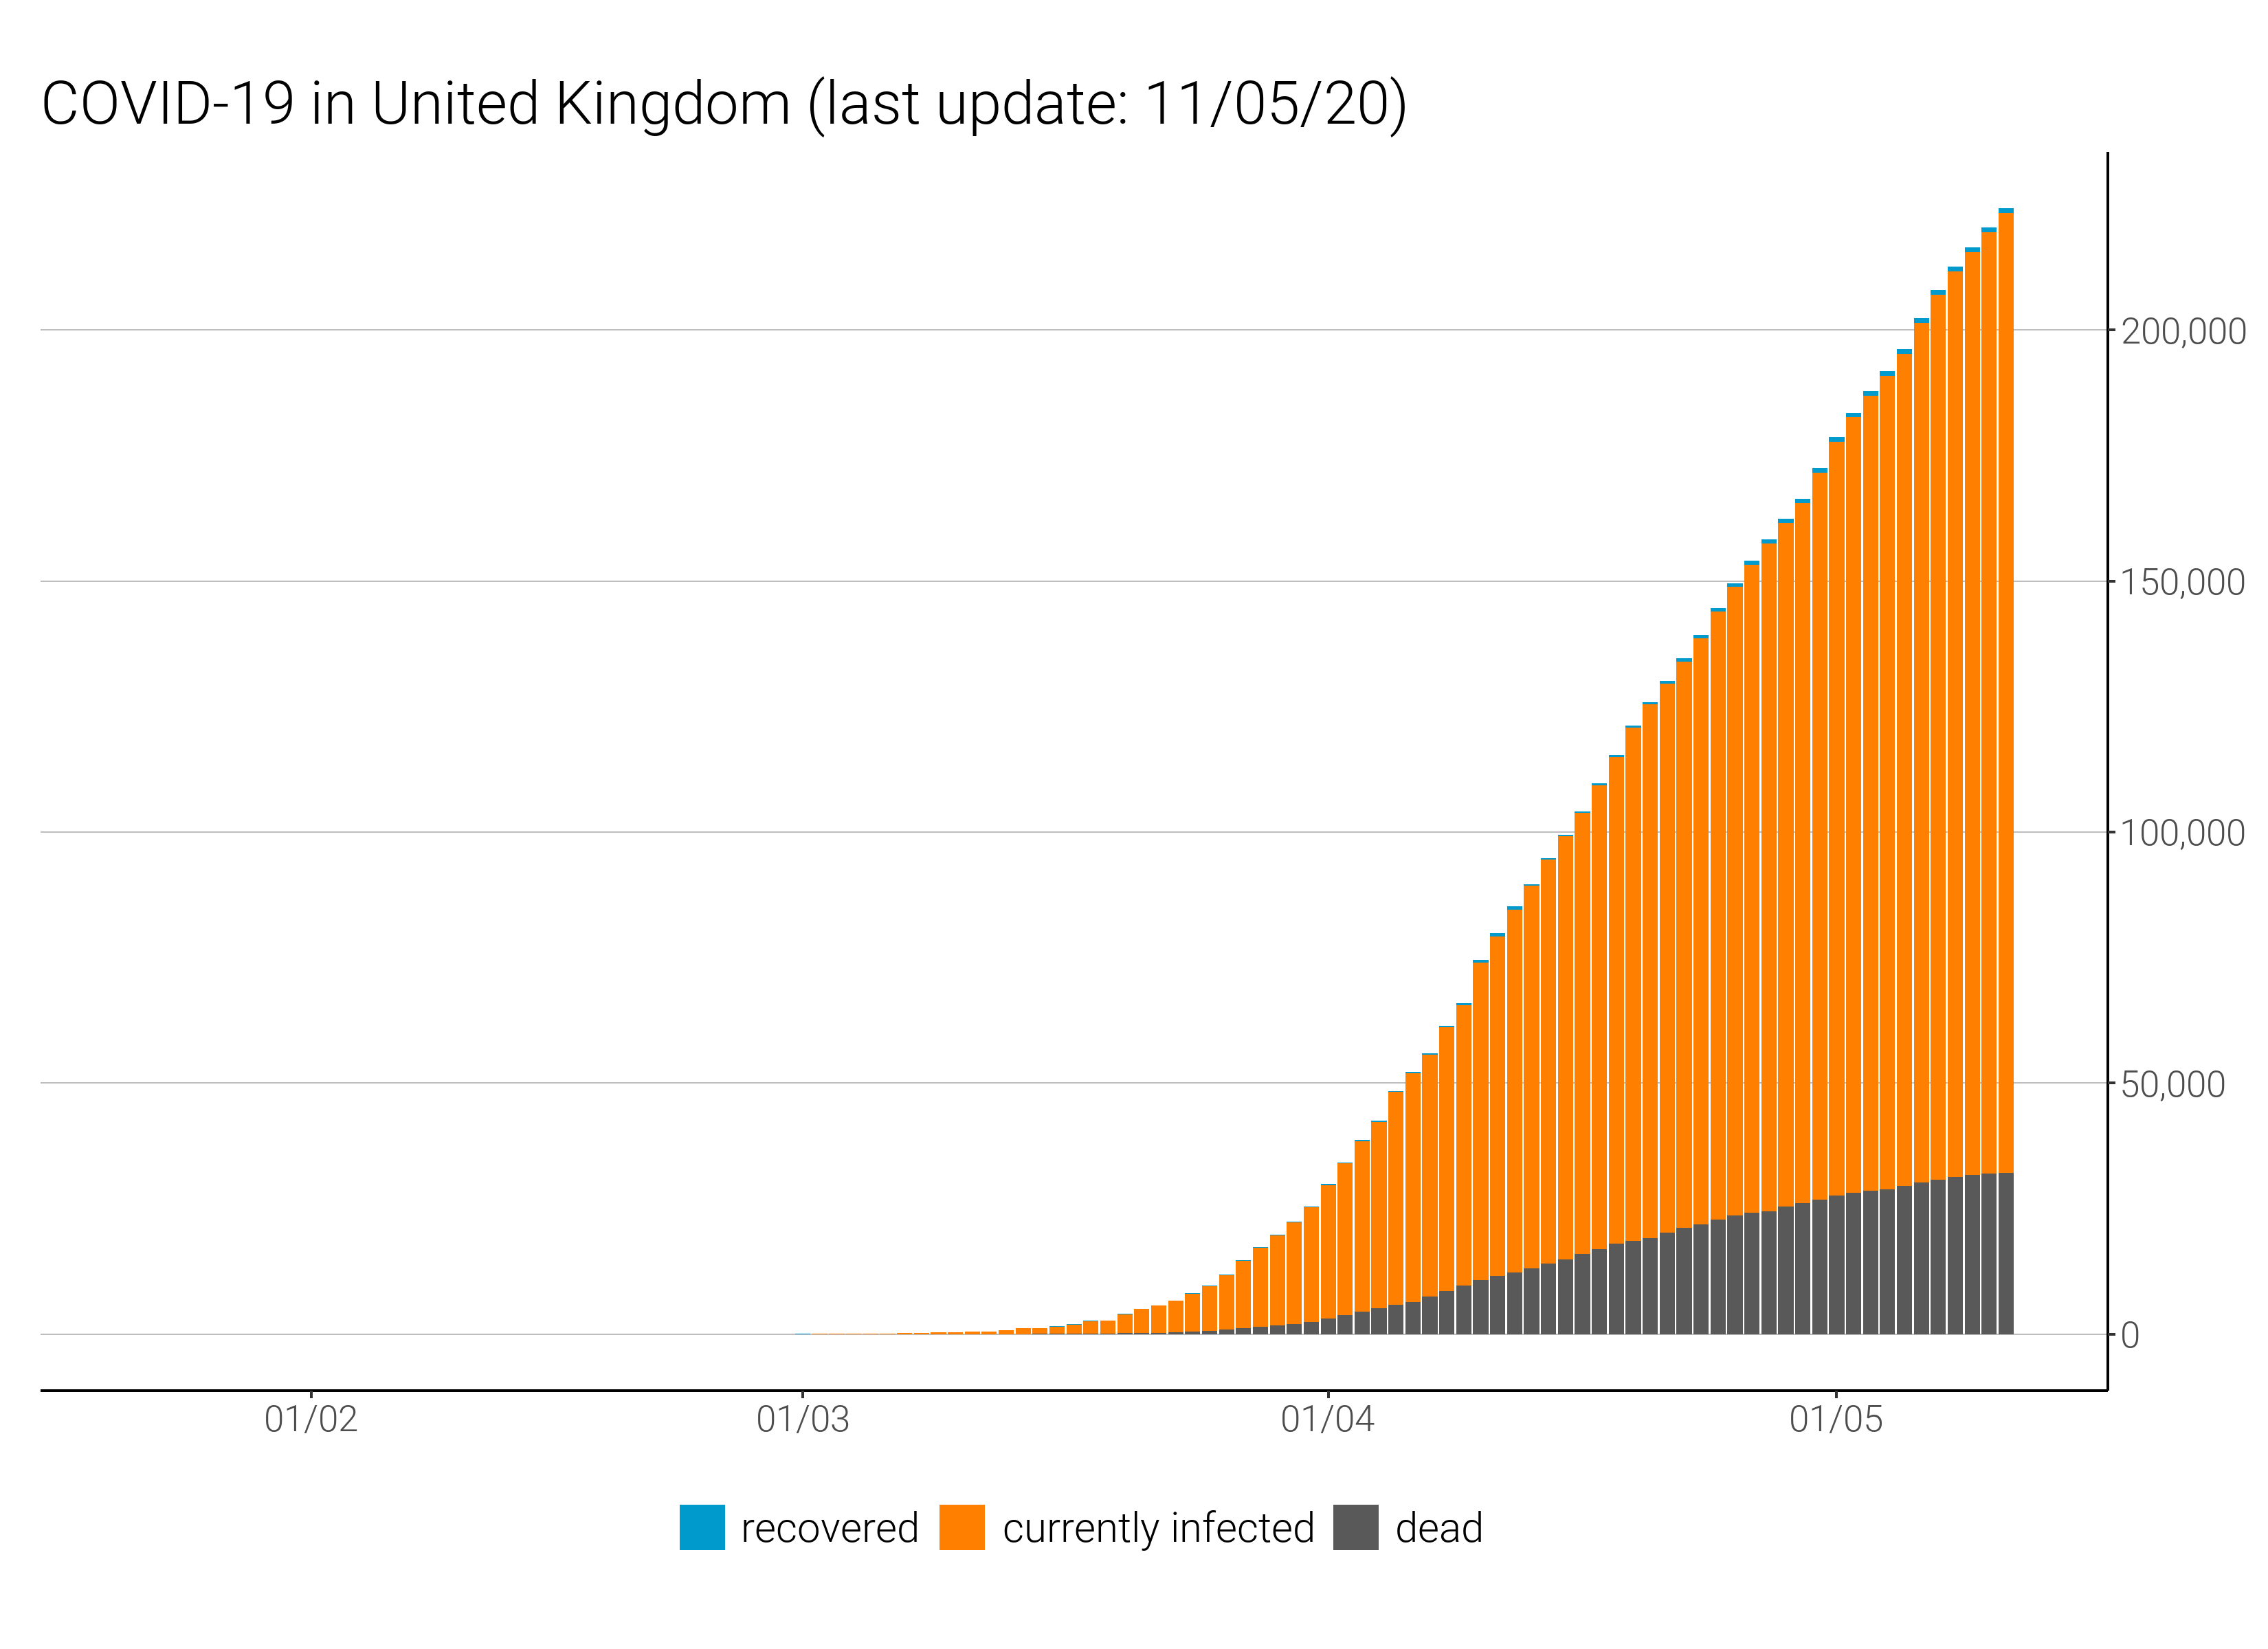 COVID-19 in United Kingdom (last update: 11/05/20)
200,000
150,000
100,000
50,000
0
01/02 01/03 01/04 01/05
recovered currently infected dead